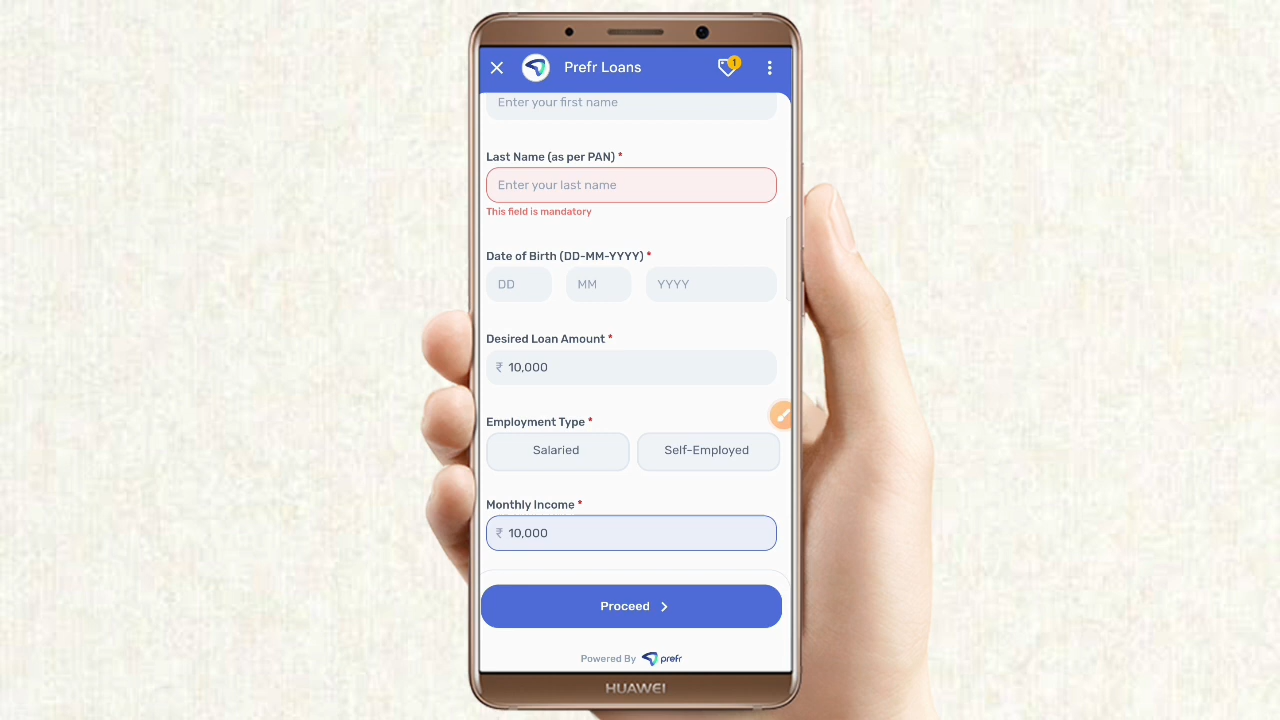 Prefr Loans
1
Enter your first name
Last Name (as per PAN) *
Enter your last name
This field is mandatory
Date of Birth (DD-MM-YYYY) *
DD MM YYYY
Desired Loan Amount *
₹ 10,000
Employment Type *
Salaried Self-Employed
Monthly Income *
₹ 10,000
Proceed
Powered By prefr
HUAWEI